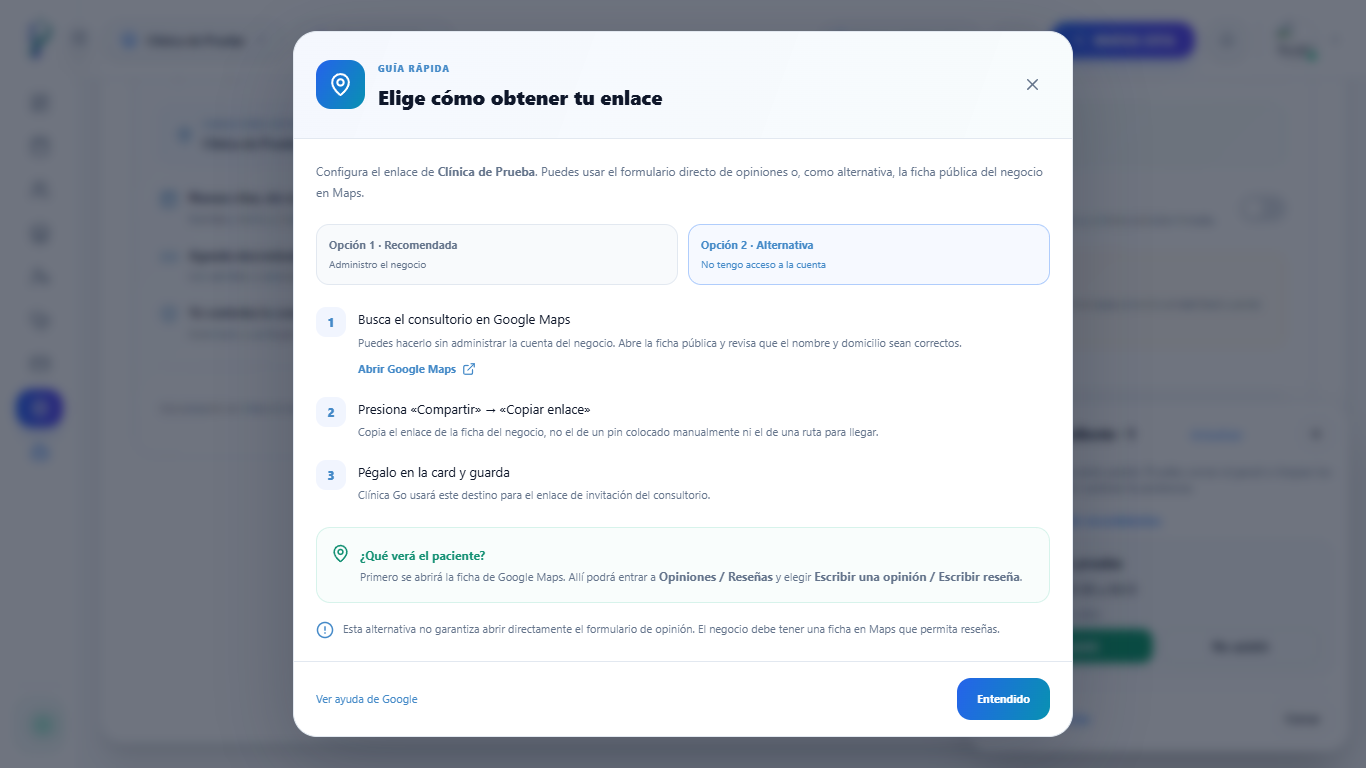 GUÍA RÁPIDA
Elige cómo obtener tu enlace
Configura el enlace de Clínica de Prueba. Puedes usar el formulario directo de opiniones o, como alternativa, la ficha pública del negocio
en Maps.
Opción 1 · Recomendada
Administro el negocio
Opción 2 · Alternativa
No tengo acceso a la cuenta
1
Busca el consultorio en Google Maps
Puedes hacerlo sin administrar la cuenta del negocio. Abre la ficha pública y revisa que el nombre y domicilio sean correctos.
Abrir Google Maps
2
Presiona «Compartir» → «Copiar enlace»
Copia el enlace de la ficha del negocio, no el de un pin colocado manualmente ni el de una ruta para llegar.
3
Pégalo en la card y guarda
Clínica Go usará este destino para el enlace de invitación del consultorio.
¿Qué verá el paciente?
Primero se abrirá la ficha de Google Maps. Allí podrá entrar a Opiniones / Reseñas y elegir Escribir una opinión / Escribir reseña.
Esta alternativa no garantiza abrir directamente el formulario de opinión. El negocio debe tener una ficha en Maps que permita reseñas.
Ver ayuda de Google
Entendido